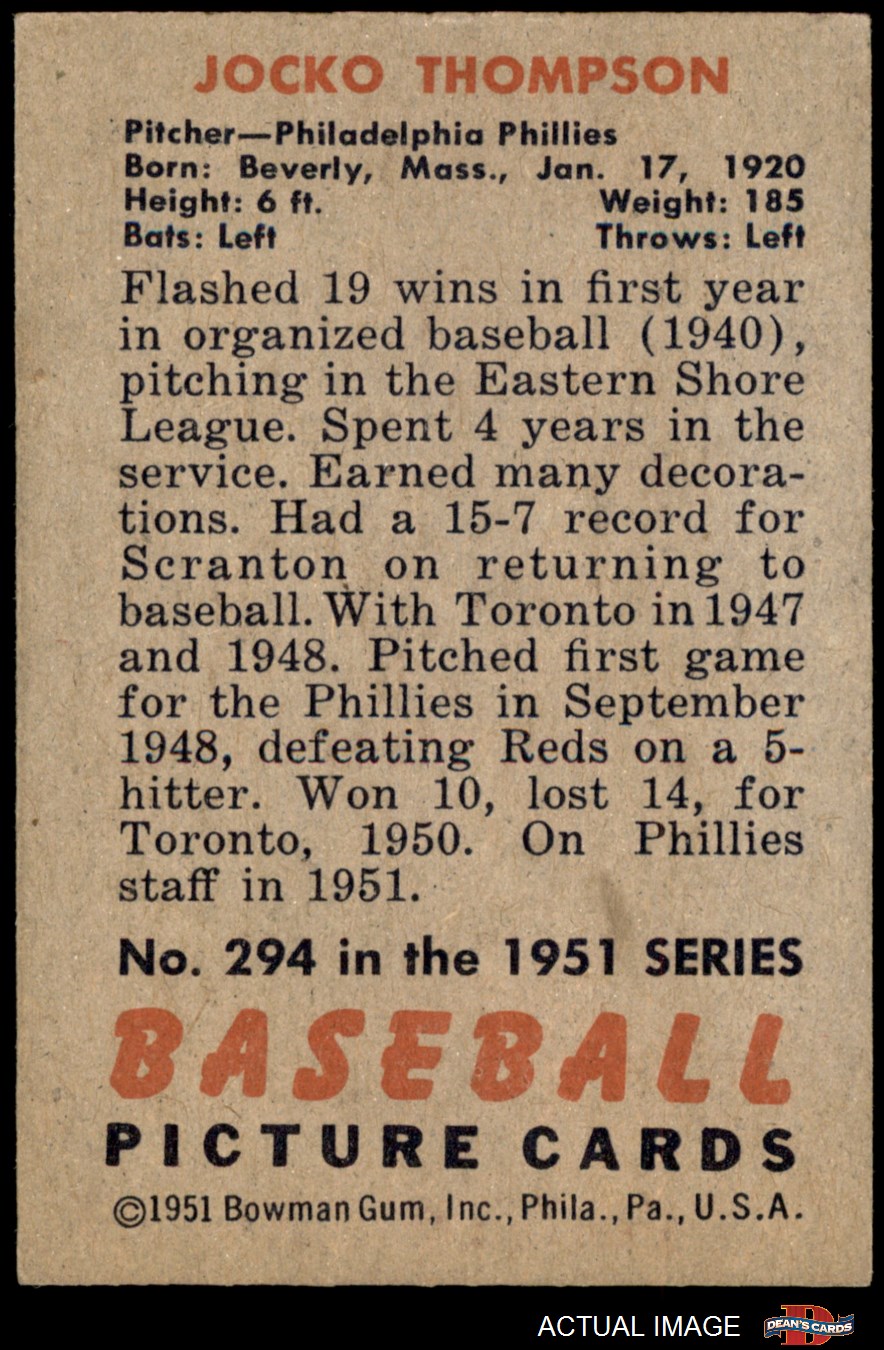 JOCKO THOMPSON
Pitcher—Philadelphia Phillies
Born: Beverly, Mass., Jan. 17, 1920
Height: 6 ft. Weight: 185
Bats: Left Throws: Left
Flashed 19 wins in first year
in organized baseball (1940),
pitching in the Eastern Shore
League. Spent 4 years in the
service. Earned many decora-
tions. Had a 15-7 record for
Scranton on returning to
baseball. With Toronto in 1947
and 1948. Pitched first game
for the Phillies in September
1948, defeating Reds on a 5-
hitter. Won 10, lost 14, for
Toronto, 1950. On Phillies
staff in 1951.
No. 294 in the 1951 SERIES
BASEBALL
PICTURE CARDS
©1951 Bowman Gum, Inc., Phila., Pa., U.S.A.
ACTUAL IMAGE
D
DEAN'S CARDS